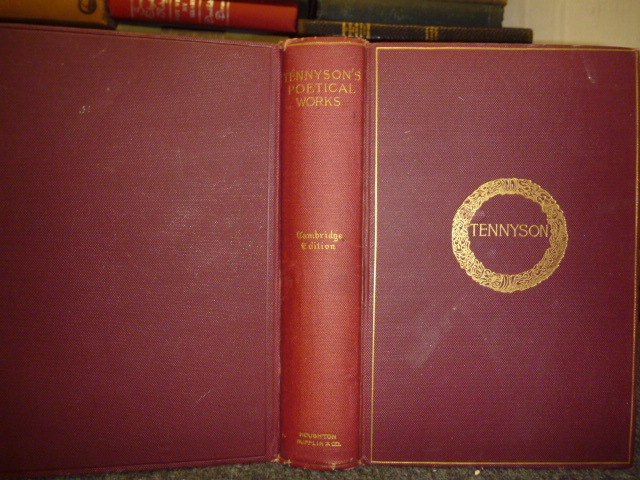 TENNYSON'S
POETICAL
WORKS
Cambridge
Edition
HOUGHTON
MIFFLIN & CO.
TENNYSON